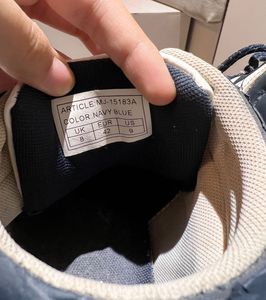 ARTICLE: MJ-15183A
COLOR: NAVY BLUE
UK EUR US
8 42 9